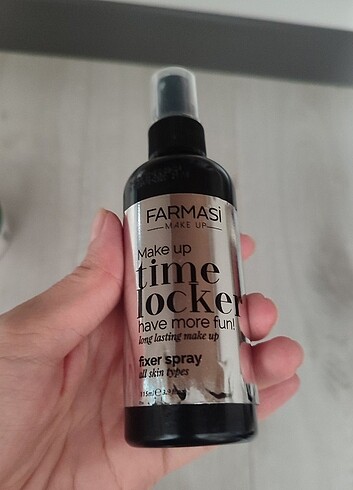 FARMASİ
MAKE UP
Make up
time
locker
have more fun!
long lasting make up
fixer spray
all skin types